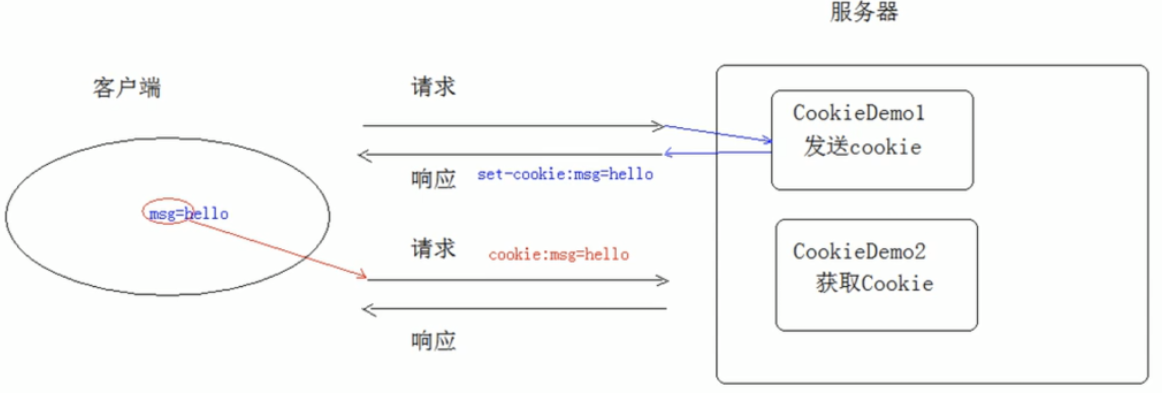 服务器
客户端
请求
CookieDemo1
发送cookie
响应
set-cookie:msg=hello
msg=hello
请求
cookie:msg=hello
CookieDemo2
获取Cookie
响应